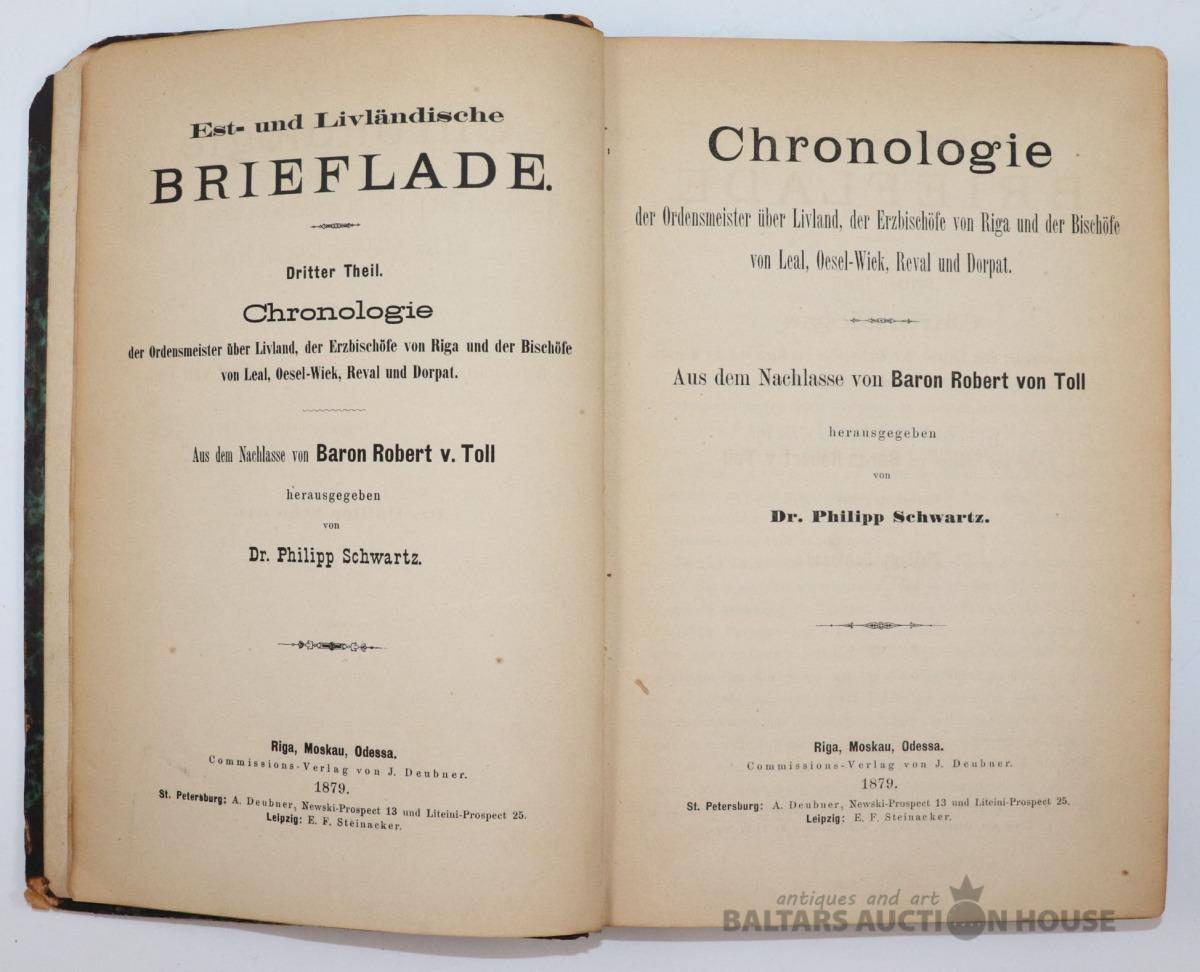 Est- und Livländische
BRIEFLADE.
Dritter Theil.
Chronologie
der Ordensmeister über Livland, der Erzbischöfe von Riga und der Bischöfe
von Leal, Oesel-Wiek, Reval und Dorpat.
Aus dem Nachlasse von Baron Robert v. Toll
herausgegeben
von
Dr. Philipp Schwartz.
Riga, Moskau, Odessa.
Commissions-Verlag von J. Deubner.
1879.
St. Petersburg: A. Deubner, Newski-Prospect 13 und Liteini-Prospect 25.
Leipzig: E. F. Steinacker.
Chronologie
der Ordensmeister über Livland, der Erzbischöfe von Riga und der Bischöfe
von Leal, Oesel-Wiek, Reval und Dorpat.
Aus dem Nachlasse von Baron Robert von Toll
herausgegeben
von
Dr. Philipp Schwartz.
Riga, Moskau, Odessa.
Commissions-Verlag von J. Deubner.
1879.
St. Petersburg: A. Deubner, Newski-Prospect 13 und Liteini-Prospect 25.
Leipzig: E. F. Steinacker.
antiques and art
BALTARS AUCTION HOUSE